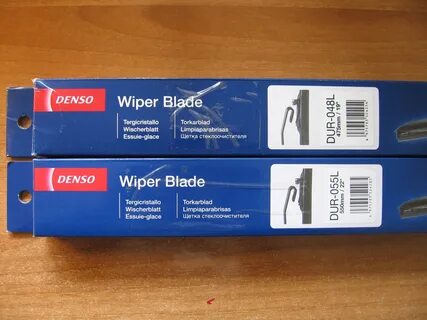 DENSO
Wiper Blade
Tergicristallo
Wischerblatt
Essuie-glace
Torkarblad
Limpiaparabrisas
Щетка стеклоочистителя
DUR-048L
475mm / 19"
DENSO
Wiper Blade
Tergicristallo
Wischerblatt
Essuie-glace
Torkarblad
Limpiaparabrisas
Щетка стеклоочистителя
DUR-055L
550mm / 22"